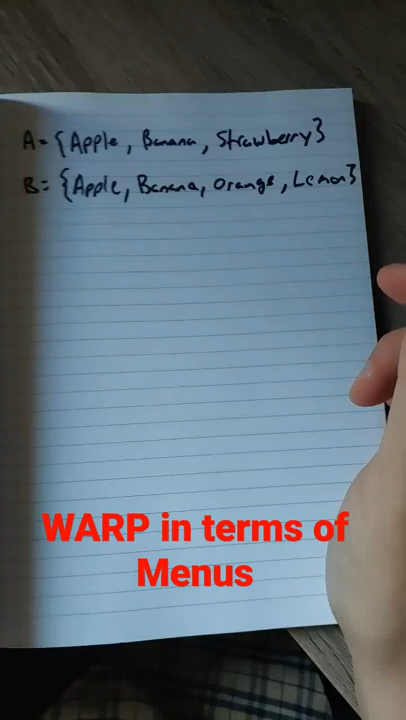 A = {Apple, Banana, Strawberry}
B = {Apple, Banana, Orange, Lemon}
WARP in terms of
Menus